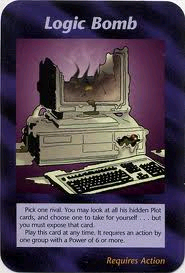 Logic Bomb
Pick one rival. You may look at all his hidden Plot
cards, and choose one to take for yourself . . . but
you must expose that card.
Play this card at any time. It requires an action by
one group with a Power of 6 or more.
Requires Action